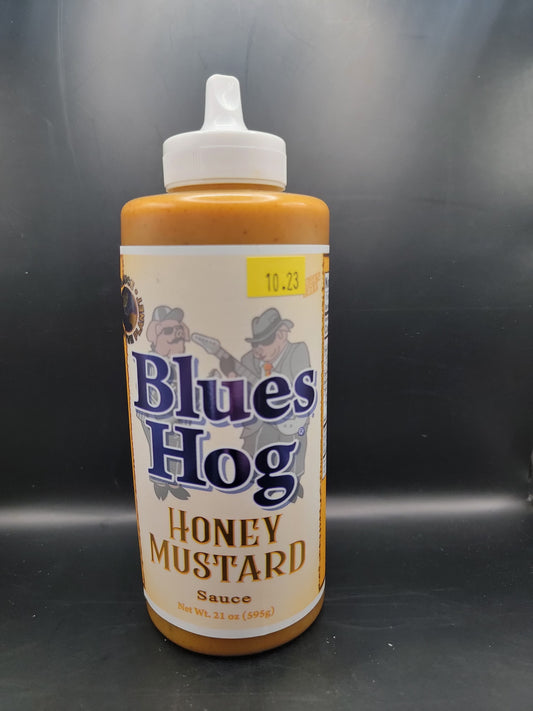 10.23
Blues
Hog
®
HONEY
MUSTARD
Sauce
Net Wt. 21 oz (595g)